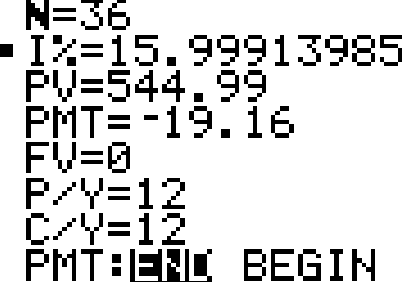 N=36
I%=15.99913985
PV=544.99
PMT=-19.16
FV=0
P/Y=12
C/Y=12
PMT:END BEGIN